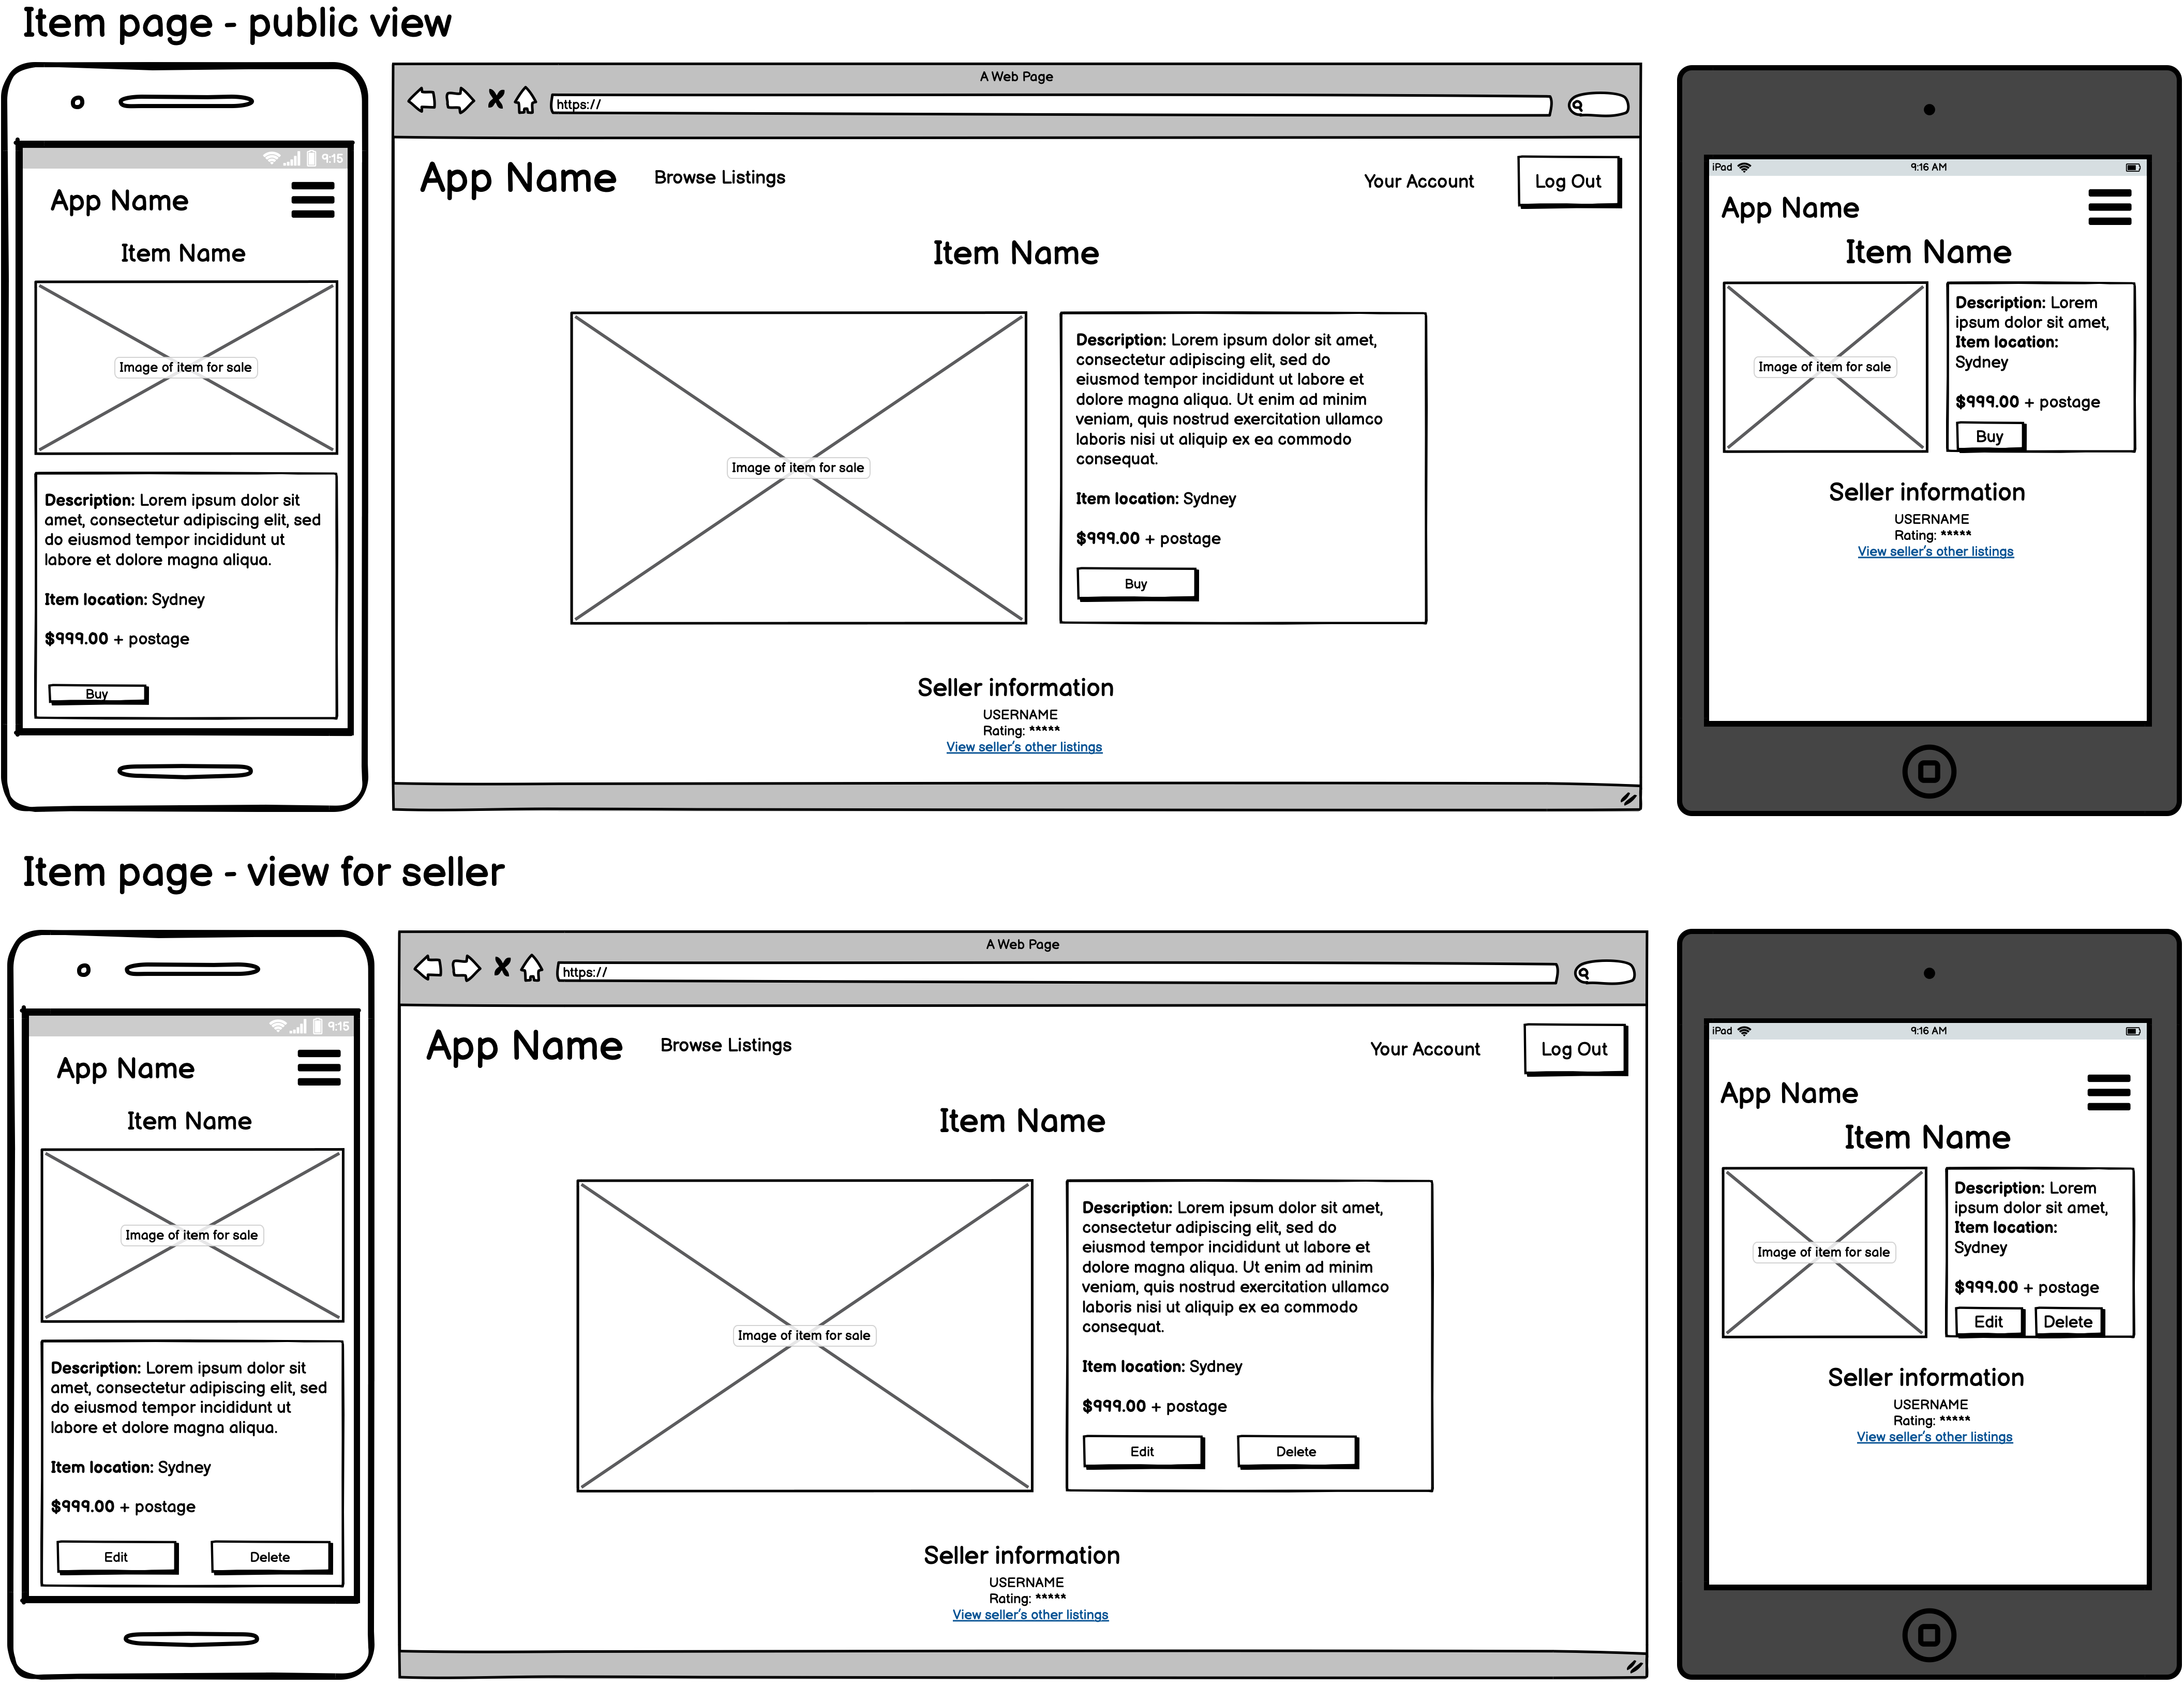 Item page - public view
9:15
App Name
Item Name
Image of item for sale
Description: Lorem ipsum dolor sit
amet, consectetur adipiscing elit, sed
do eiusmod tempor incididunt ut
labore et dolore magna aliqua.
Item location: Sydney
$999.00 + postage
Buy
A Web Page
https://
App Name
Browse Listings
Your Account
Log Out
Item Name
Image of item for sale
Description: Lorem ipsum dolor sit amet,
consectetur adipiscing elit, sed do
eiusmod tempor incididunt ut labore et
dolore magna aliqua. Ut enim ad minim
veniam, quis nostrud exercitation ullamco
laboris nisi ut aliquip ex ea commodo
consequat.
Item location: Sydney
$999.00 + postage
Buy
Seller information
USERNAME
Rating: *****
View seller's other listings
iPad
9:16 AM
App Name
Item Name
Image of item for sale
Description: Lorem
ipsum dolor sit amet,
Item location:
Sydney
$999.00 + postage
Buy
Seller information
USERNAME
Rating: *****
View seller's other listings
Item page - view for seller
9:15
App Name
Item Name
Image of item for sale
Description: Lorem ipsum dolor sit
amet, consectetur adipiscing elit, sed
do eiusmod tempor incididunt ut
labore et dolore magna aliqua.
Item location: Sydney
$999.00 + postage
Edit
Delete
A Web Page
https://
App Name
Browse Listings
Your Account
Log Out
Item Name
Image of item for sale
Description: Lorem ipsum dolor sit amet,
consectetur adipiscing elit, sed do
eiusmod tempor incididunt ut labore et
dolore magna aliqua. Ut enim ad minim
veniam, quis nostrud exercitation ullamco
laboris nisi ut aliquip ex ea commodo
consequat.
Item location: Sydney
$999.00 + postage
Edit
Delete
Seller information
USERNAME
Rating: *****
View seller's other listings
iPad
9:16 AM
App Name
Item Name
Image of item for sale
Description: Lorem
ipsum dolor sit amet,
Item location:
Sydney
$999.00 + postage
Edit
Delete
Seller information
USERNAME
Rating: *****
View seller's other listings